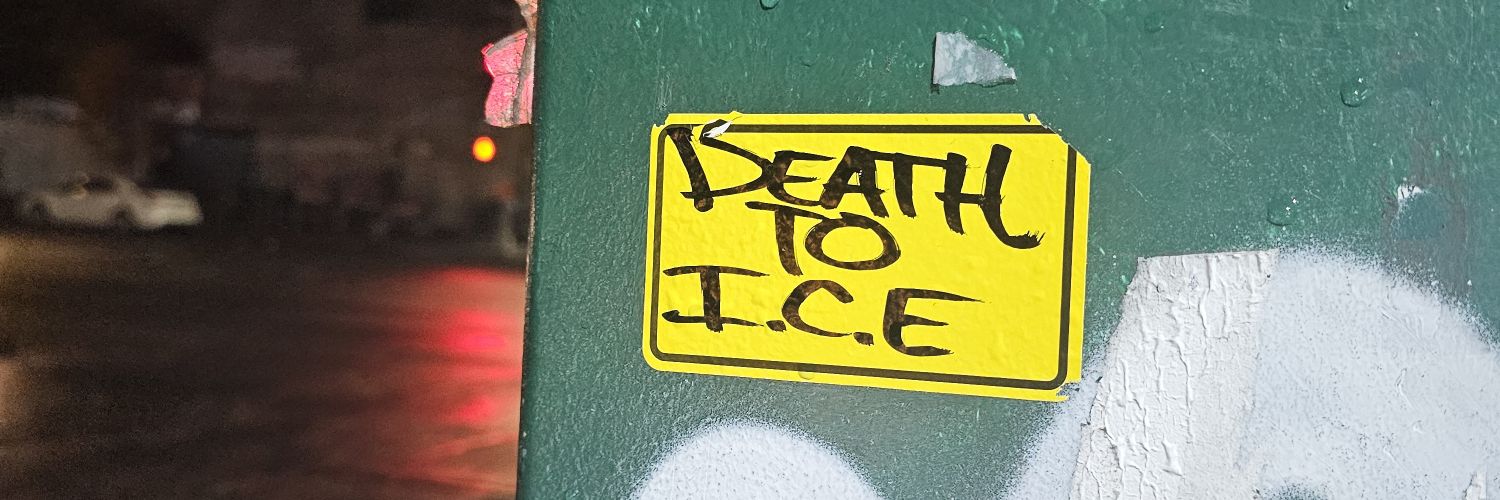 DEATH
TO
I.C.E